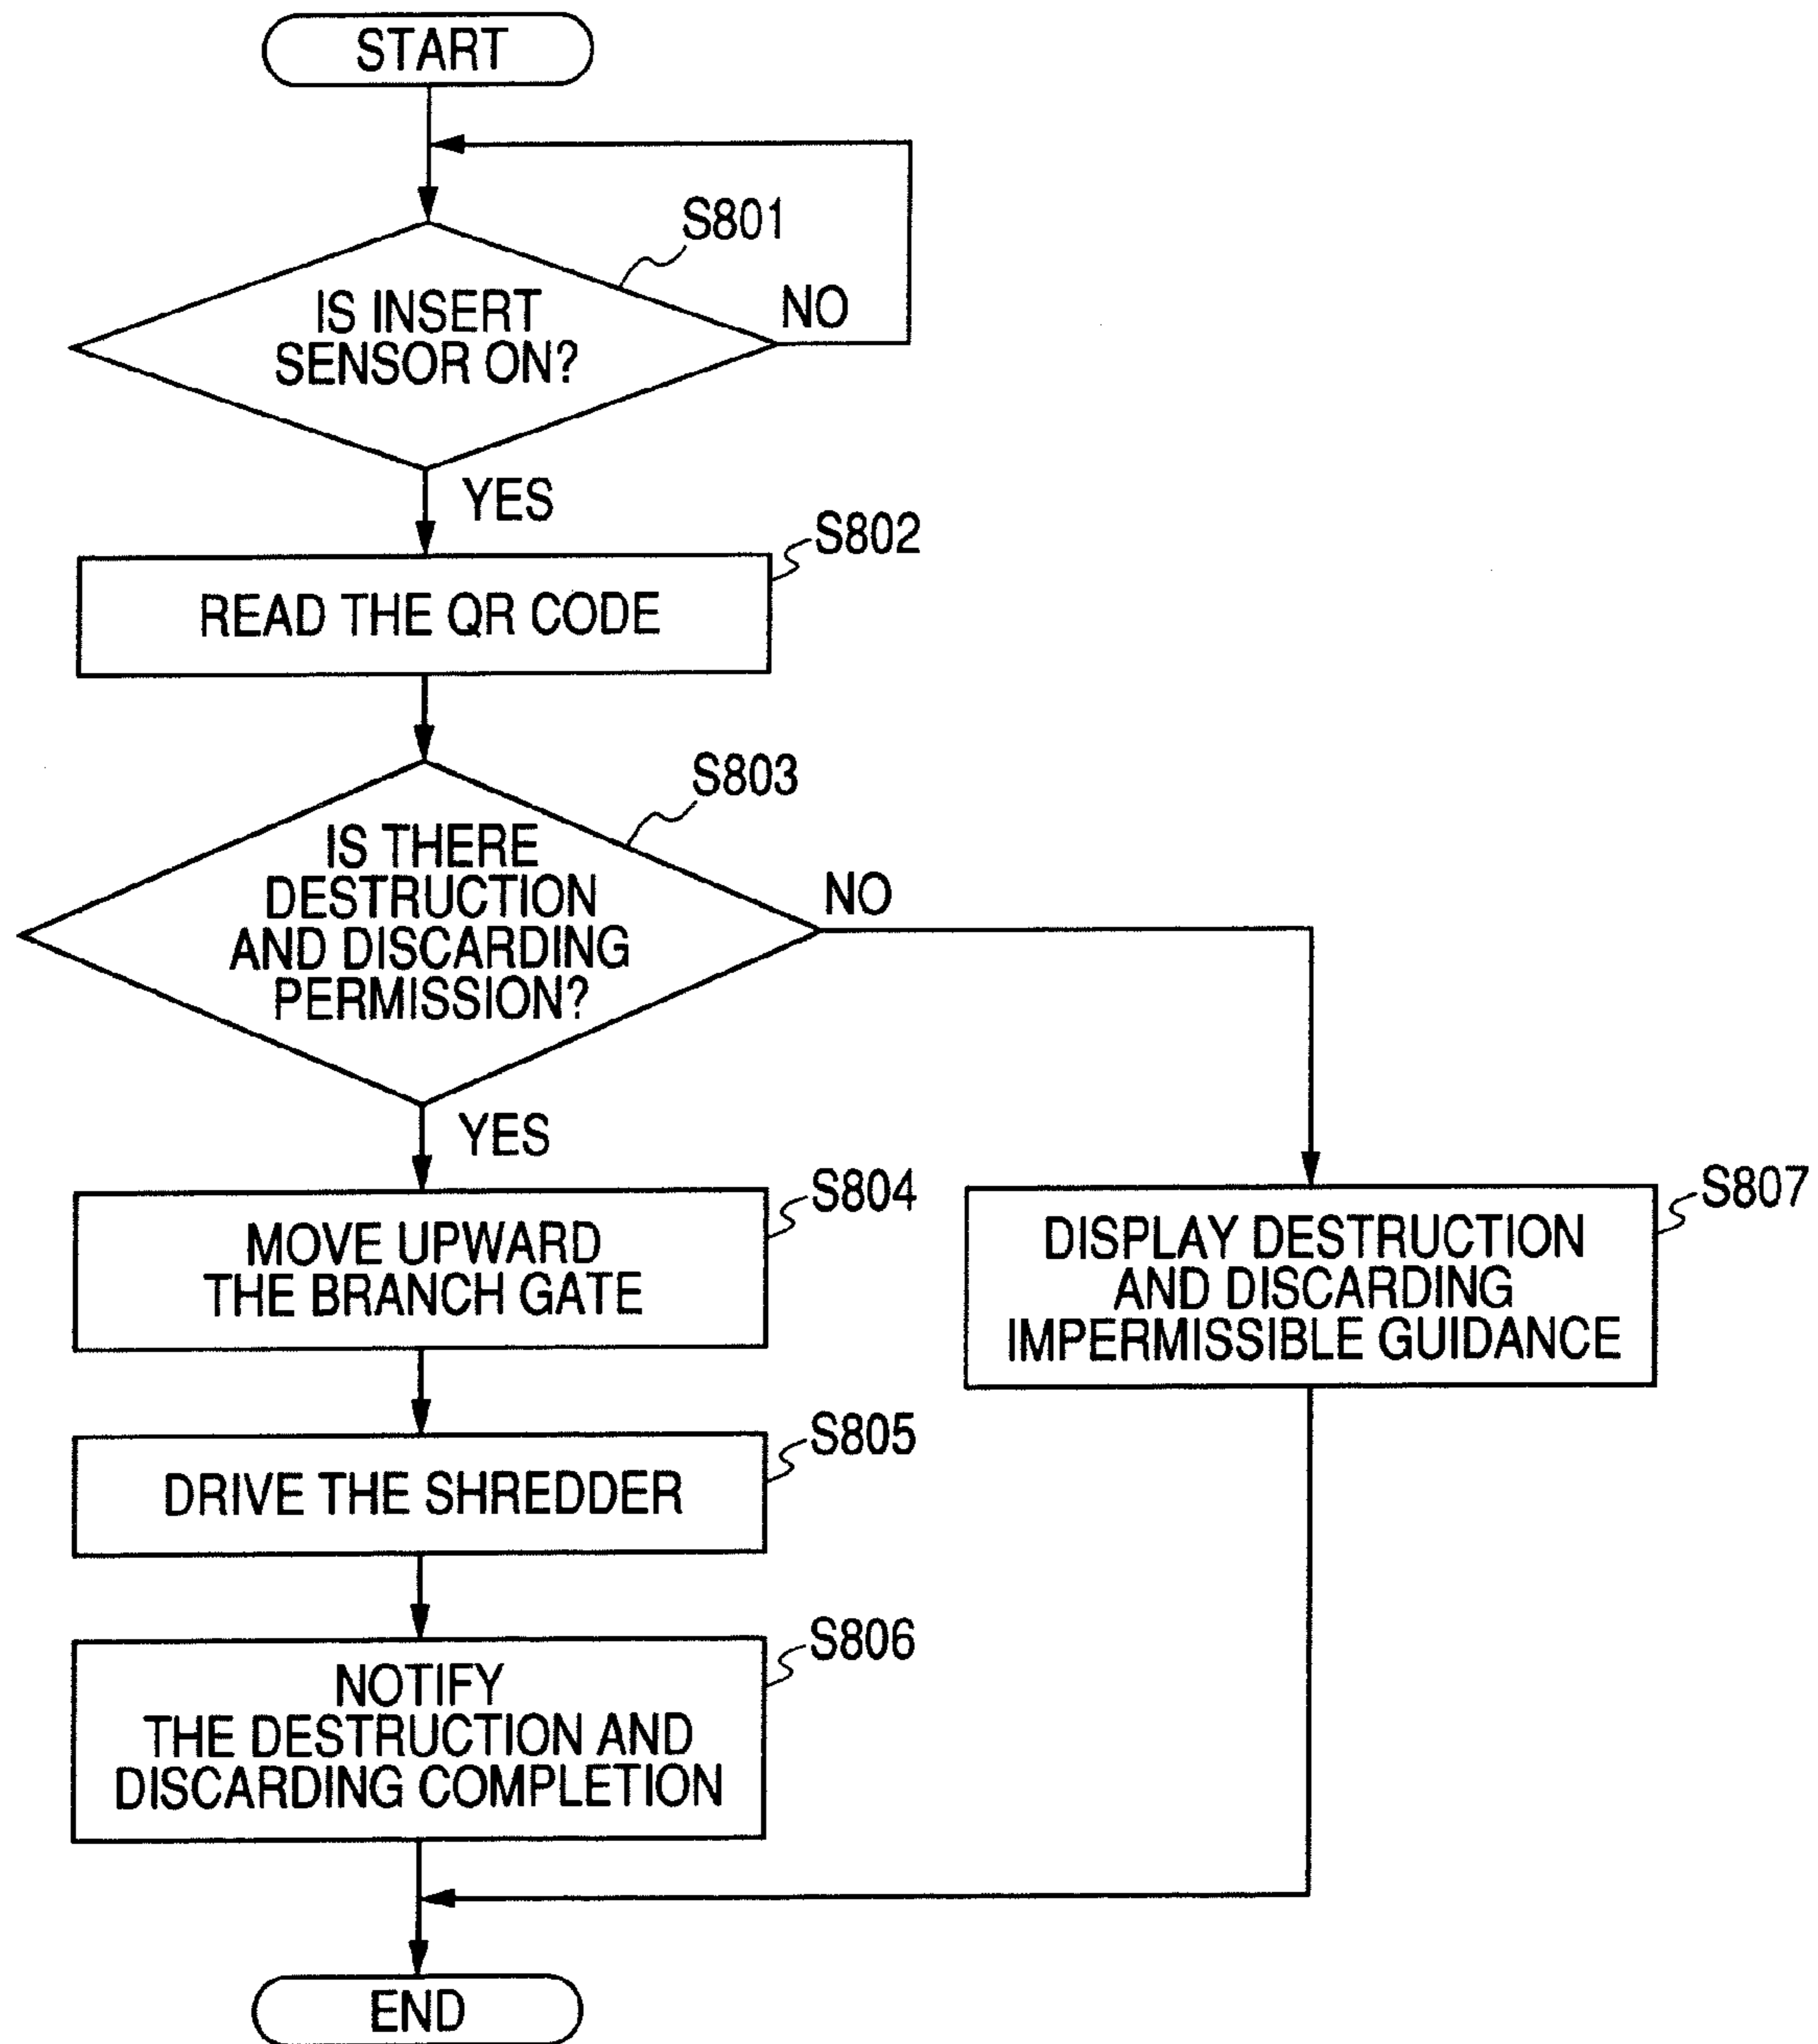 START
S801
IS INSERT
SENSOR ON?
NO
YES
S802
READ THE QR CODE
S803
IS THERE
DESTRUCTION
AND DISCARDING
PERMISSION?
NO
YES
S804
MOVE UPWARD
THE BRANCH GATE
S807
DISPLAY DESTRUCTION
AND DISCARDING
IMPERMISSIBLE GUIDANCE
S805
DRIVE THE SHREDDER
S806
NOTIFY
THE DESTRUCTION AND
DISCARDING COMPLETION
END